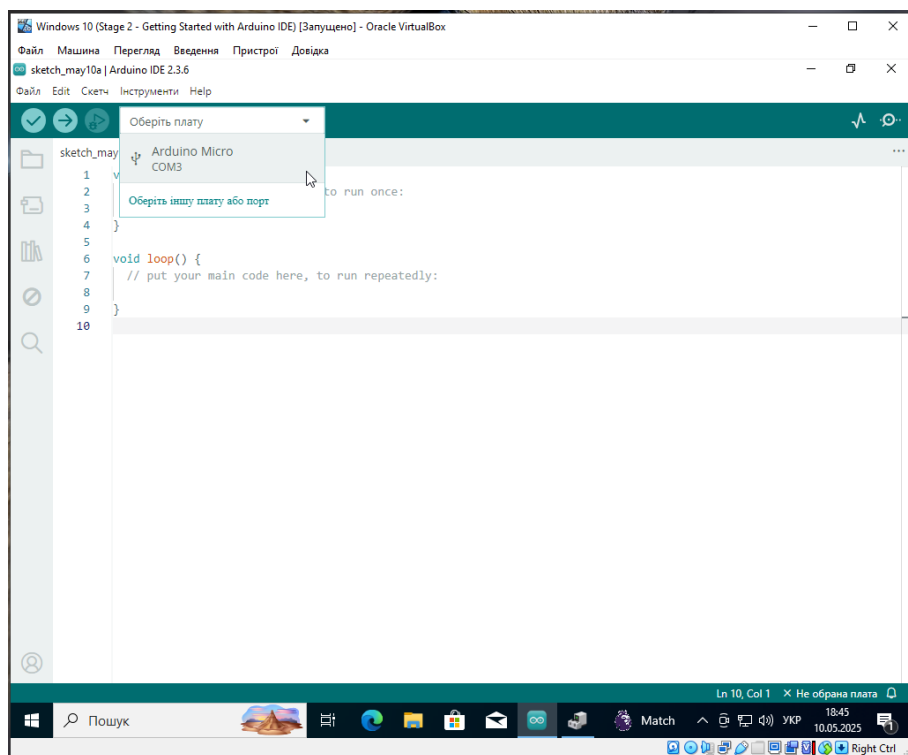 Windows 10 (Stage 2 - Getting Started with Arduino IDE) [Запущено] - Oracle VirtualBox
Файл Машина Перегляд Введення Пристрої Довідка
sketch_may10a | Arduino IDE 2.3.6
Файл Edit Скетч Інструменти Help
Оберіть плату
sketch_may
Arduino Micro
COM3
Оберіть іншу плату або порт
1 v
2 to run once:
3
4 }
5
6 void loop() {
7 // put your main code here, to run repeatedly:
8
9 }
10
Ln 10, Col 1 Не обрана плата
Пошук Match УКР 18:45
10.05.2025
1
Right Ctrl